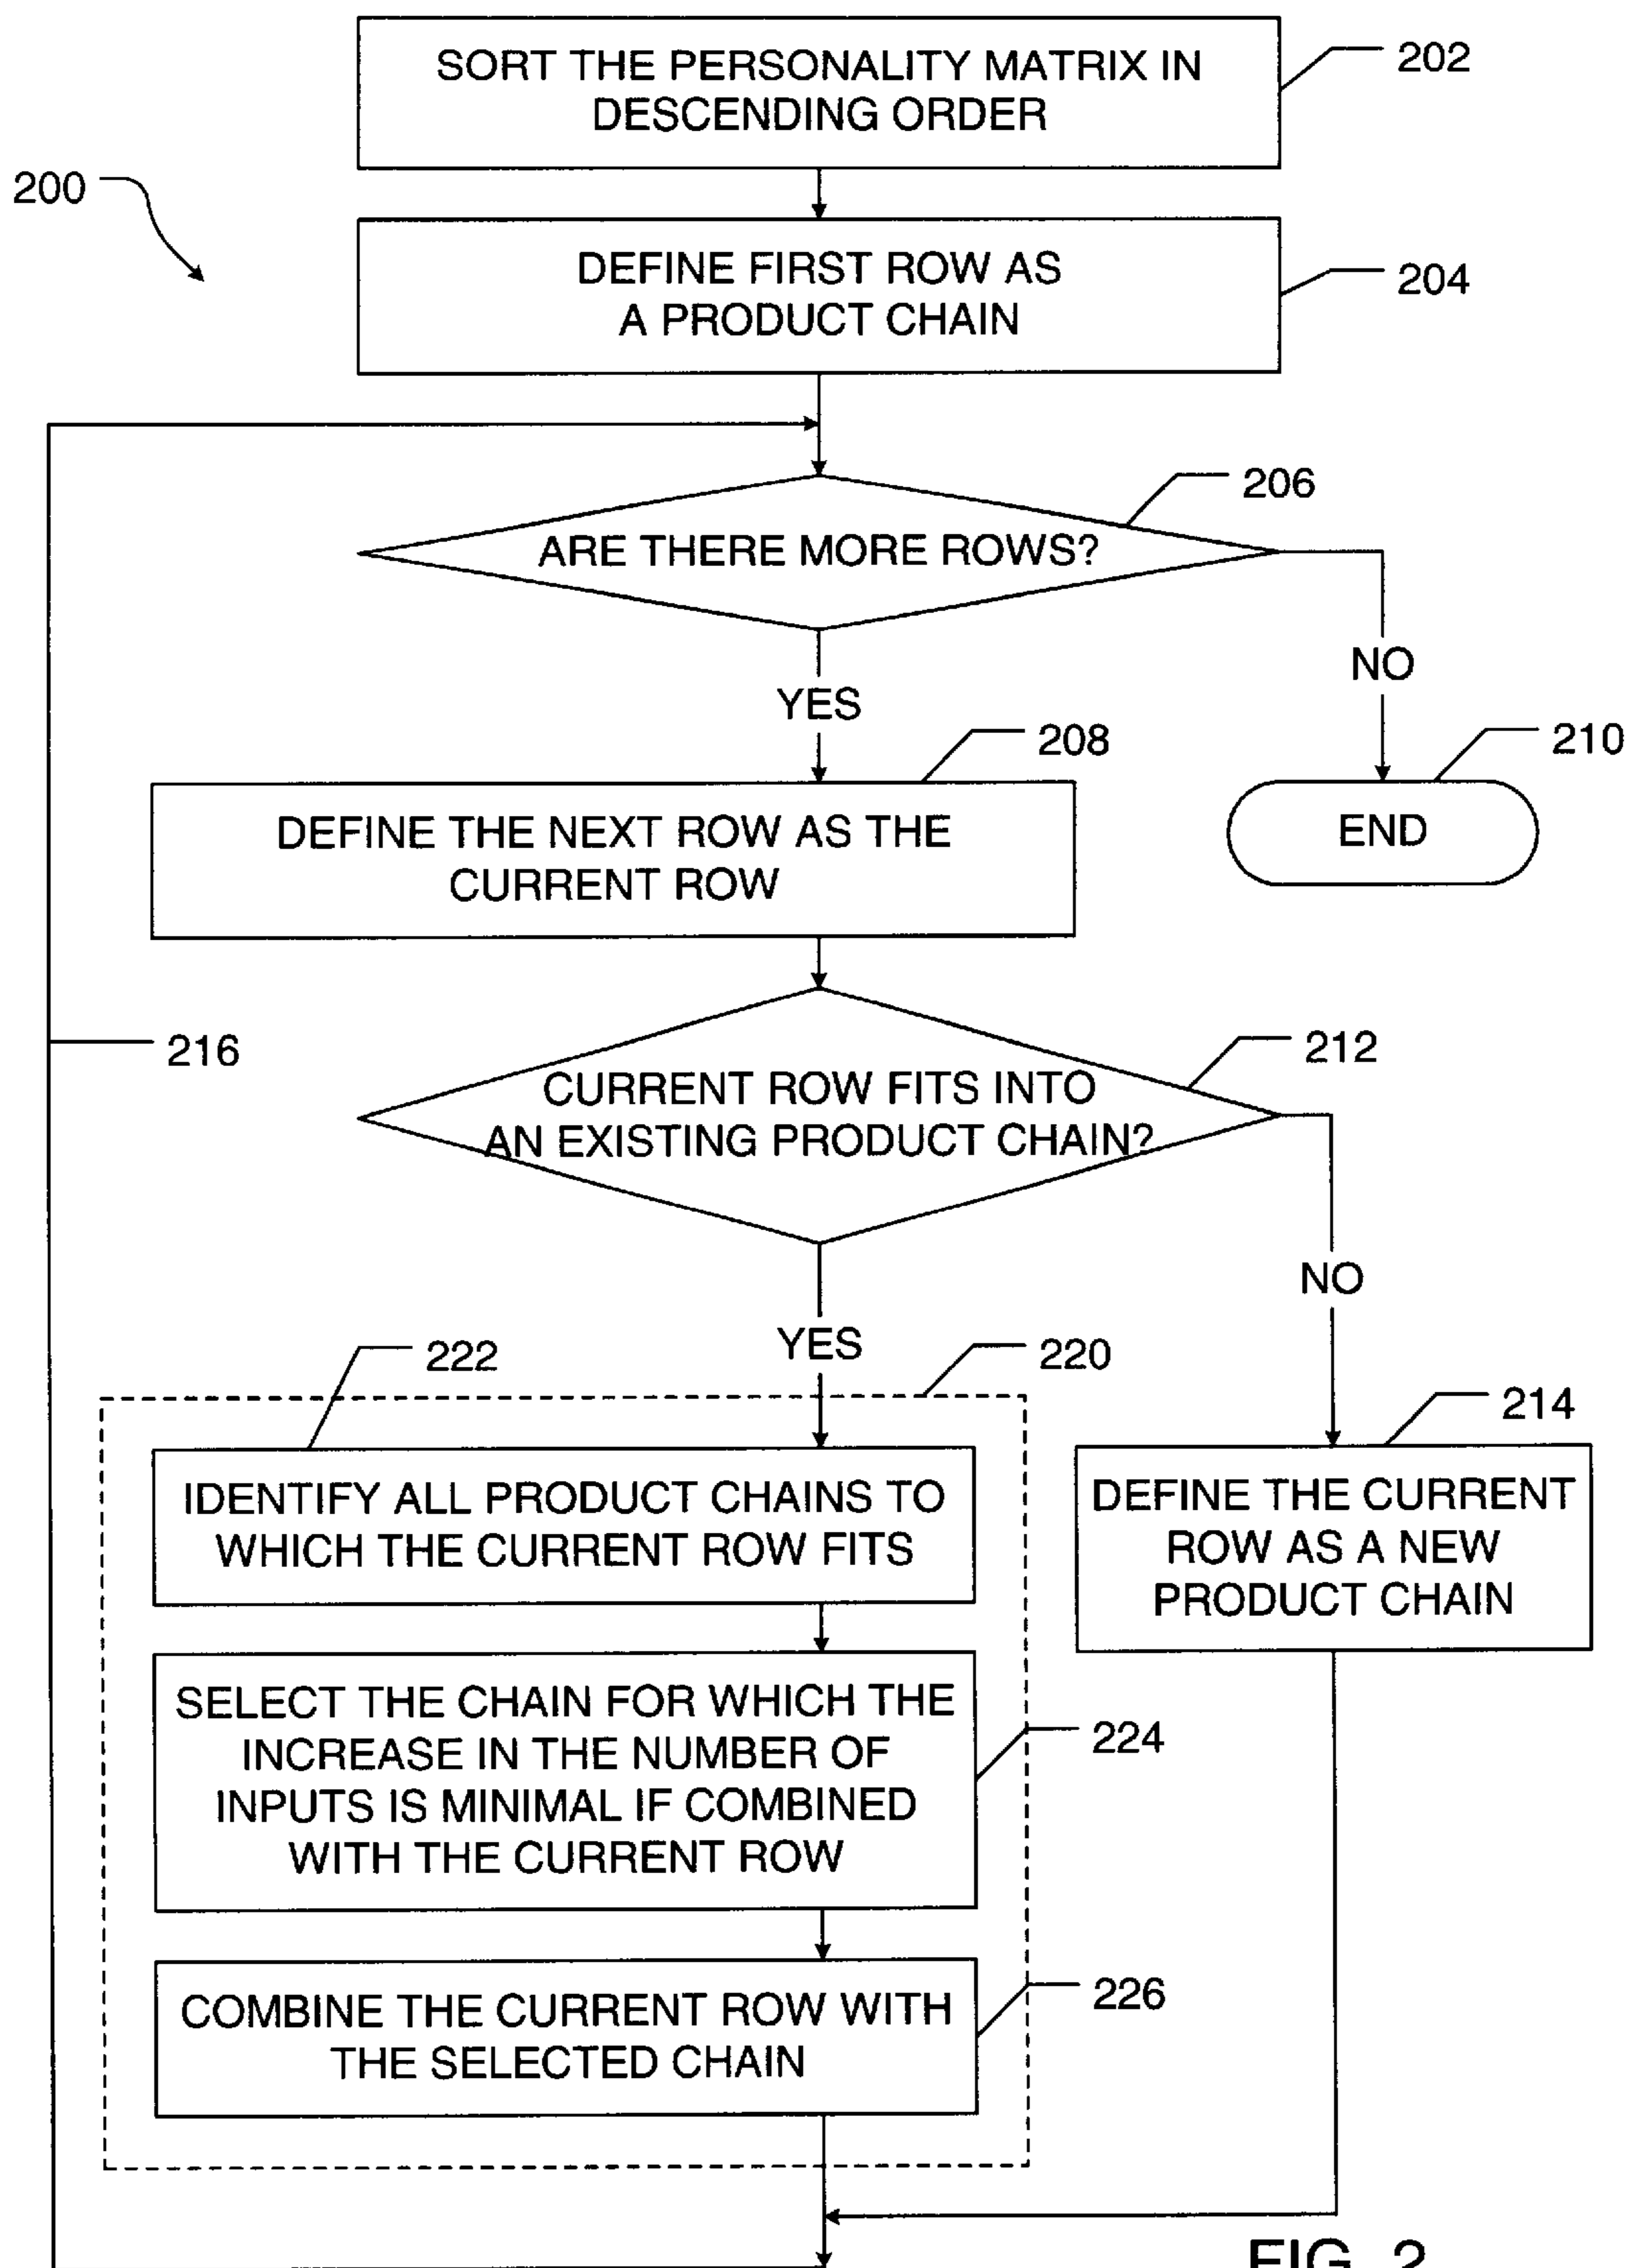 SORT THE PERSONALITY MATRIX IN
DESCENDING ORDER
202
200
DEFINE FIRST ROW AS
A PRODUCT CHAIN
204
206
ARE THERE MORE ROWS?
NO
YES
208
210
DEFINE THE NEXT ROW AS THE
CURRENT ROW
END
216
212
CURRENT ROW FITS INTO
AN EXISTING PRODUCT CHAIN?
NO
YES
222
220
214
IDENTIFY ALL PRODUCT CHAINS TO
WHICH THE CURRENT ROW FITS
DEFINE THE CURRENT
ROW AS A NEW
PRODUCT CHAIN
SELECT THE CHAIN FOR WHICH THE
INCREASE IN THE NUMBER OF
INPUTS IS MINIMAL IF COMBINED
WITH THE CURRENT ROW
224
COMBINE THE CURRENT ROW WITH
THE SELECTED CHAIN
226
FIG. 2